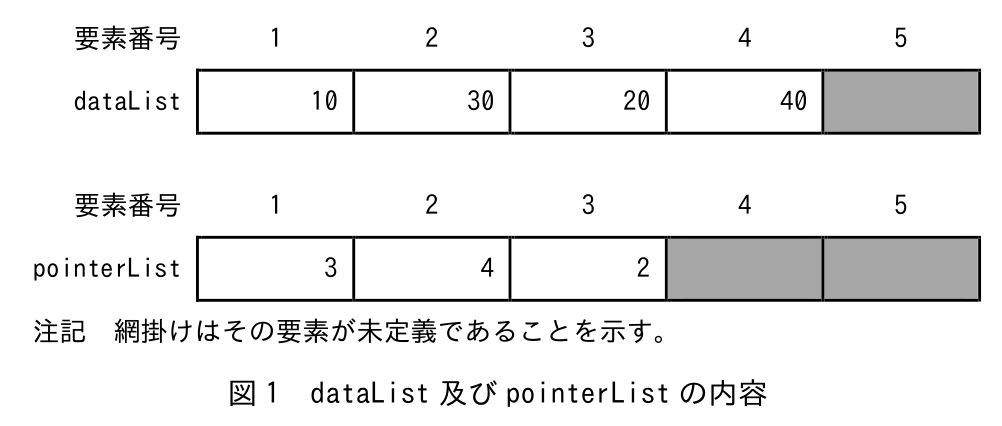 要素番号 1 2 3 4 5
dataList 10 30 20 40
要素番号 1 2 3 4 5
pointerList 3 4 2
注記　網掛けはその要素が未定義であることを示す。
図1　dataList 及び pointerList の内容